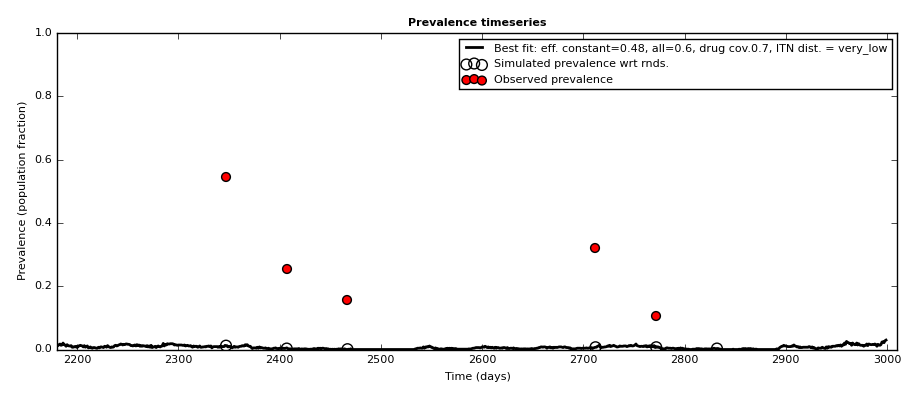 Prevalence timeseries
1.0
0.8
0.6
0.4
0.2
0.0
Prevalence (population fraction)
Best fit: eff. constant=0.48, all=0.6, drug cov.0.7, ITN dist. = very_low
Simulated prevalence wrt rnds.
Observed prevalence
2200 2300 2400 2500 2600 2700 2800 2900 3000
Time (days)